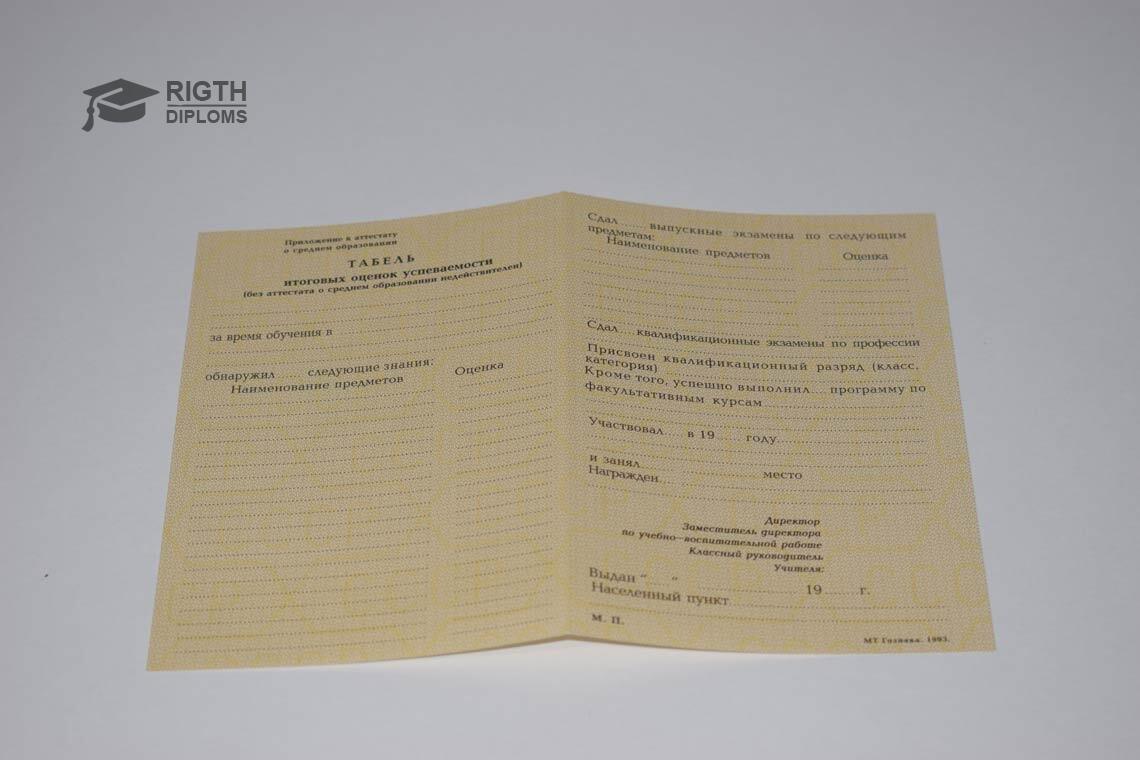 RIGTH
DIPLOMS
Приложение к аттестату
о среднем образовании
ТАБЕЛЬ
итоговых оценок успеваемости
(без аттестата о среднем образовании недействителен)
за время обучения в
обнаружил...... следующие знания:
Наименование предметов Оценка
Сдал...... выпускные экзамены по следующим
предметам:
Наименование предметов Оценка
Сдал.... квалификационные экзамены по профессии
Присвоен квалификационный разряд (класс,
категория)
Кроме того, успешно выполнил.... программу по
факультативным курсам
Участвовал.... в 19...... году
и занял место
Награжден
Директор
Заместитель директора
по учебно-воспитательной работе
Классный руководитель
Учителя:
Выдан "......" 19........г.
Населенный пункт
М. П.
МТ Гознака. 1993.